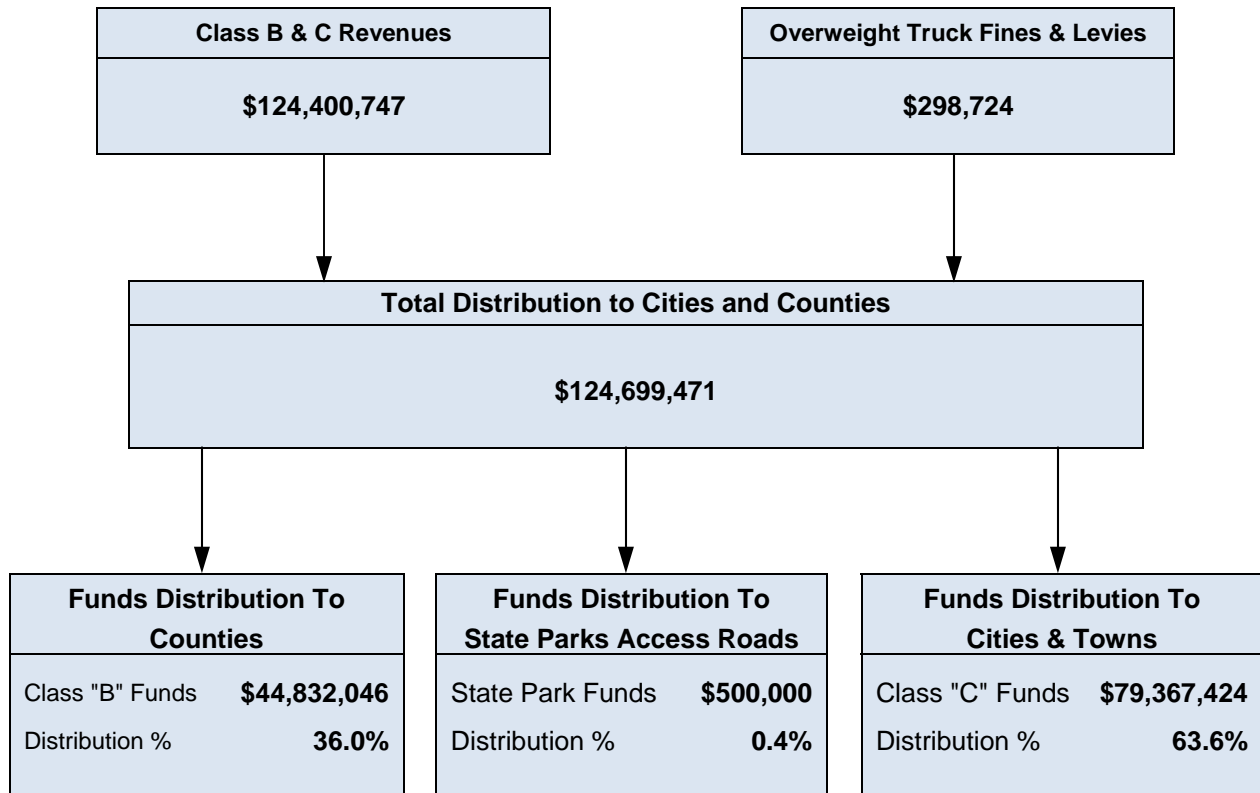 Class B & C Revenues
$124,400,747
Overweight Truck Fines & Levies
$298,724
Total Distribution to Cities and Counties
$124,699,471
Funds Distribution To
Counties
Class "B" Funds $44,832,046
Distribution % 36.0%
Funds Distribution To
State Parks Access Roads
State Park Funds $500,000
Distribution % 0.4%
Funds Distribution To
Cities & Towns
Class "C" Funds $79,367,424
Distribution % 63.6%